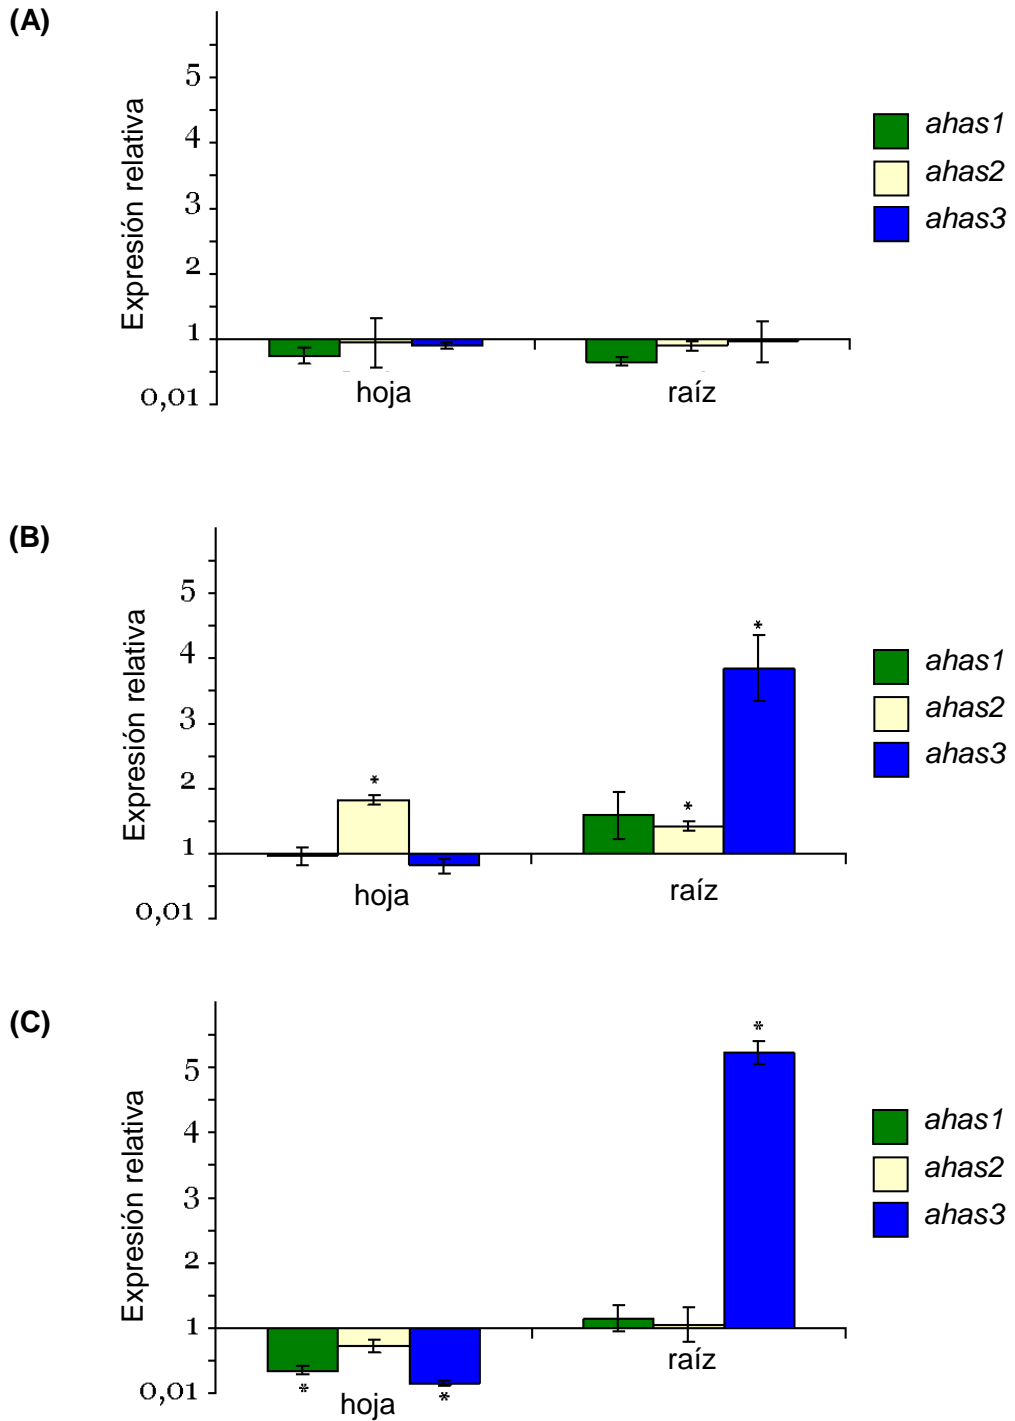 (A)
Expresión relativa
5
4
3
2
1
0,01
hoja
raíz
ahas1
ahas2
ahas3
(B)
Expresión relativa
5
4
3
2
1
0,01
*
*
*
hoja
raíz
ahas1
ahas2
ahas3
(C)
Expresión relativa
5
4
3
2
1
0,01
*
*
*
hoja
raíz
ahas1
ahas2
ahas3